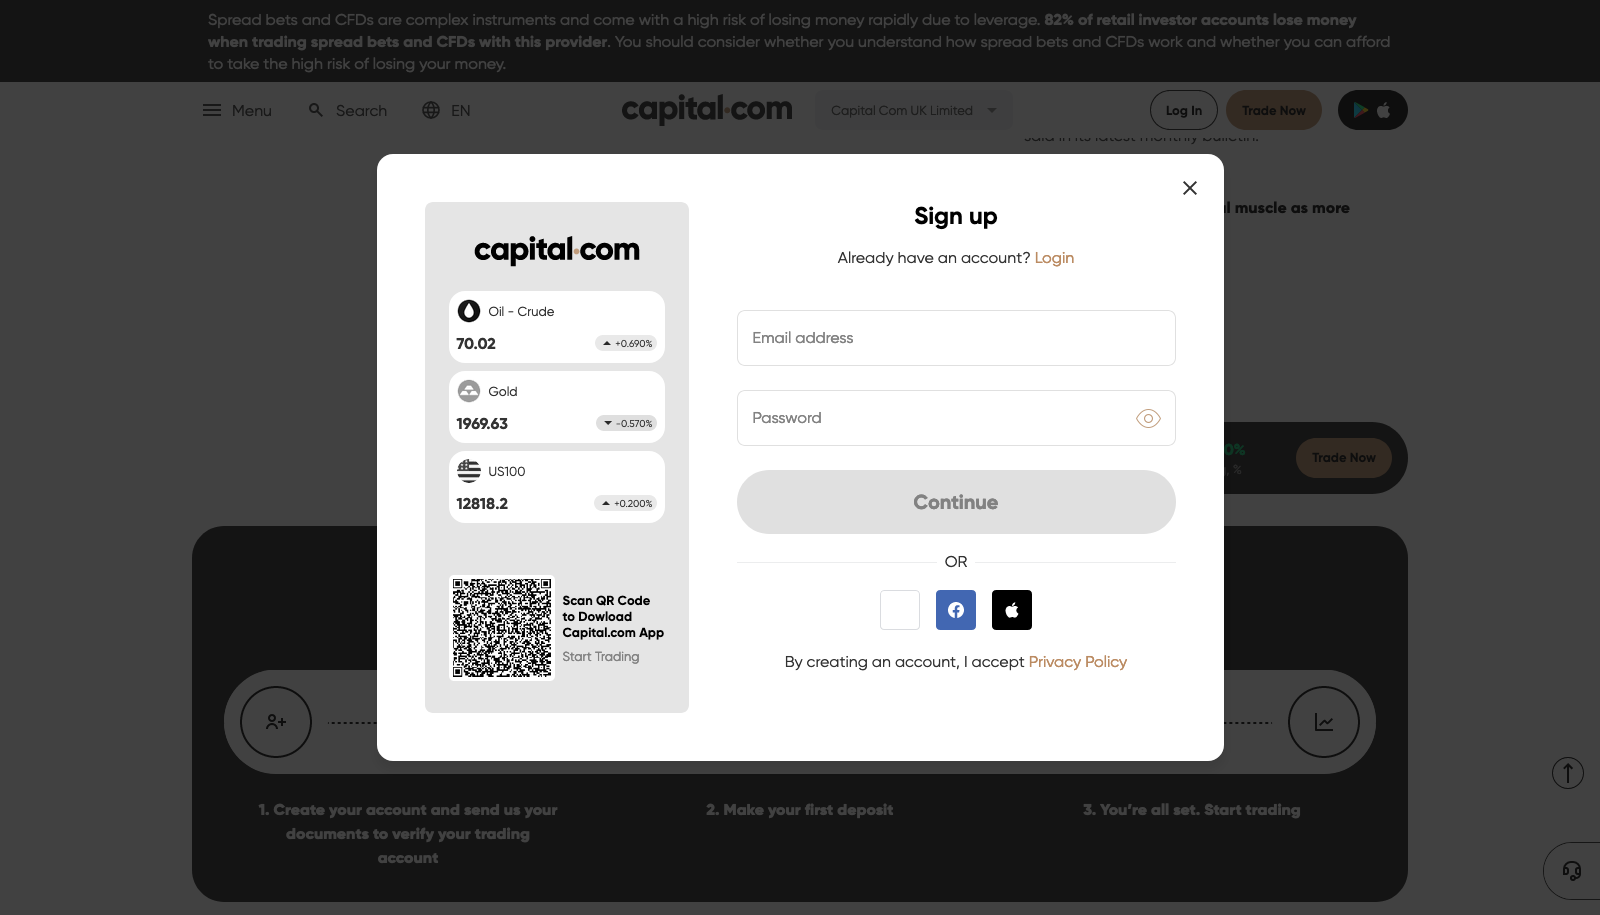 Spread bets and CFDs are complex instruments and come with a high risk of losing money rapidly due to leverage. 82% of retail investor accounts lose money
when trading spread bets and CFDs with this provider. You should consider whether you understand how spread bets and CFDs work and whether you can afford
to take the high risk of losing your money.
Menu
Search
EN
capital.com
Capital Com UK Limited
Log In
Trade Now
said in its latest monthly bulletin.
muscle as more
Sign up
Already have an account? Login
capital.com
Oil - Crude
70.02
+0.690%
Gold
1969.63
-0.570%
US100
12818.2
+0.200%
Scan QR Code
to Dowload
Capital.com App
Start Trading
Email address
Password
Continue
OR
By creating an account, I accept Privacy Policy
0%
%
Trade Now
1. Create your account and send us your
documents to verify your trading
account
2. Make your first deposit
3. You're all set. Start trading